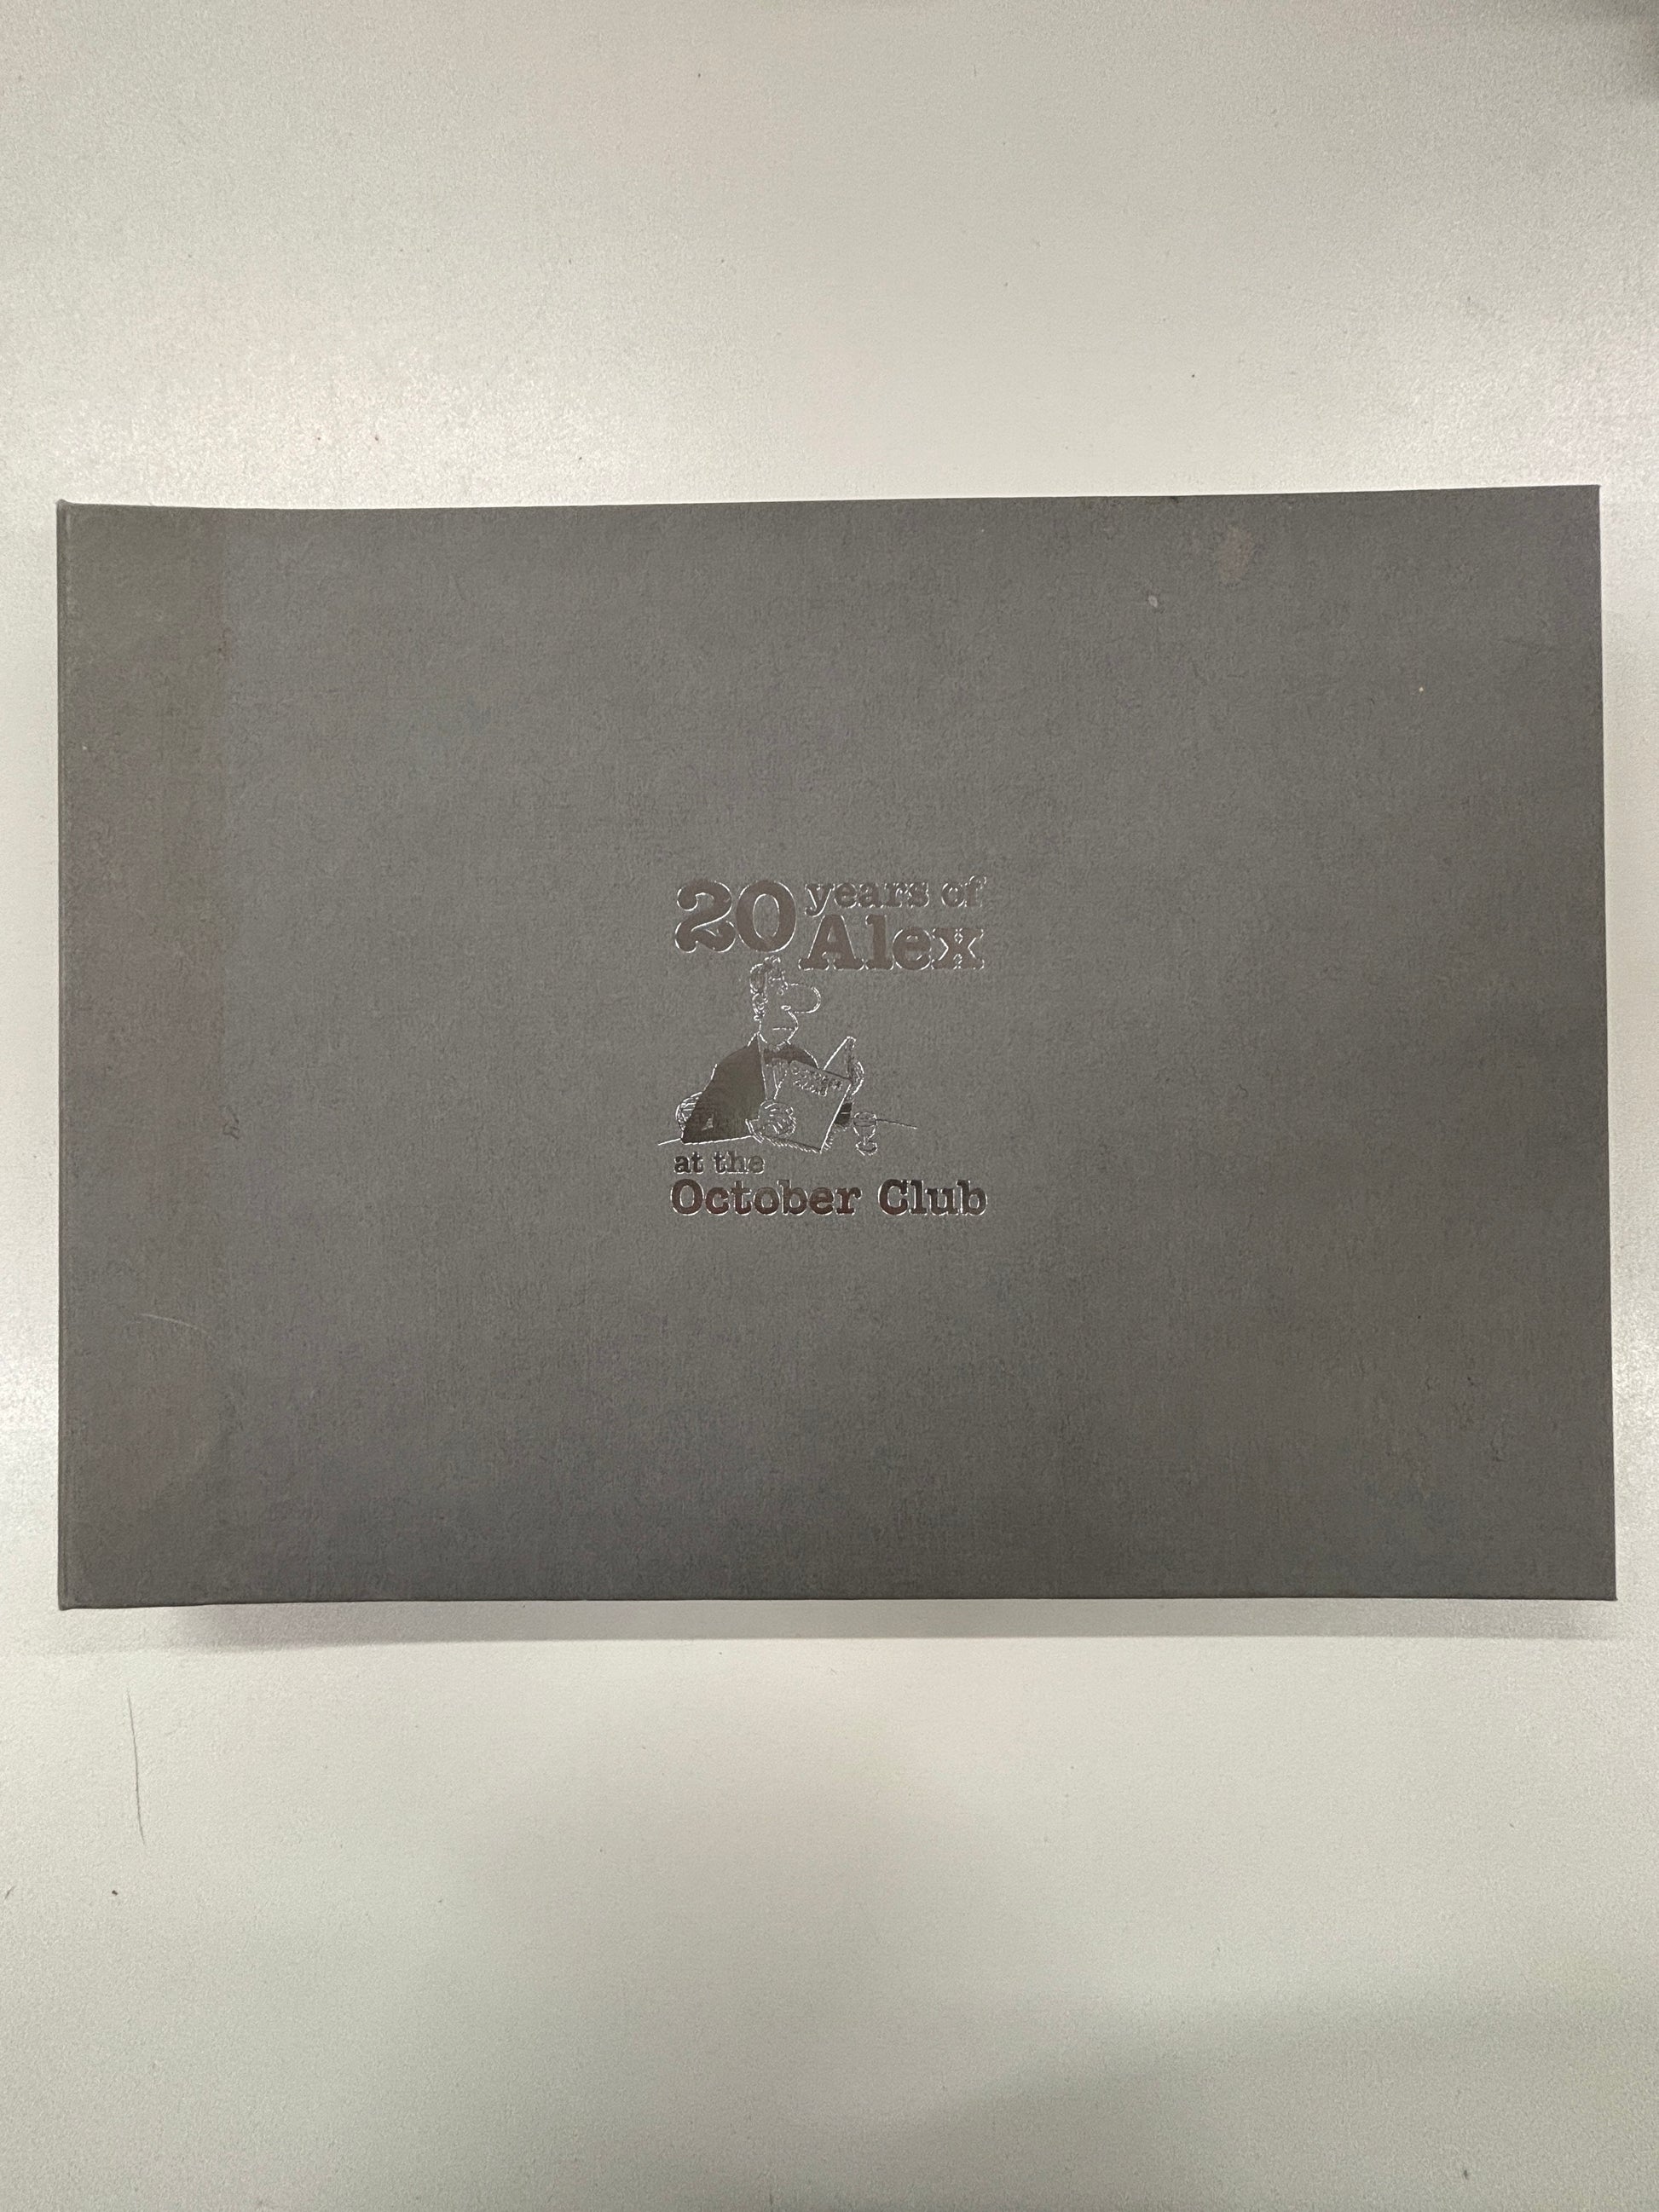 20 years of
Alex
at the
October Club